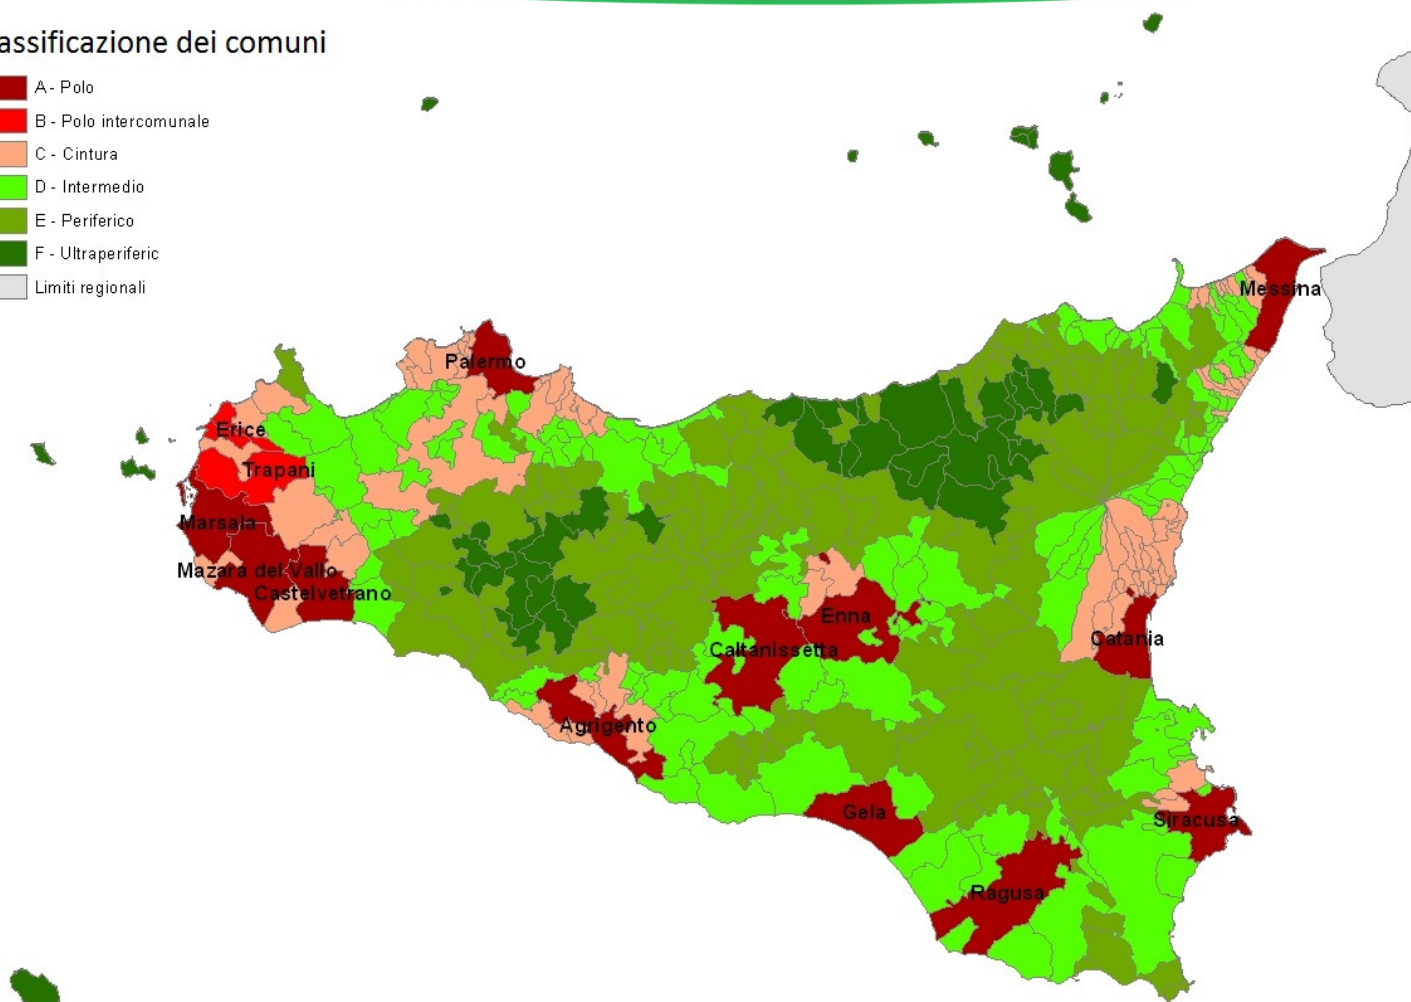 assificazione dei comuni
A - Polo
B - Polo intercomunale
C - Cintura
D - Intermedio
E - Periferico
F - Ultraperiferic
Limiti regionali
Messina
Palermo
Erice
Trapani
Marsala
Mazara del Vallo
Castelvetrano
Enna
Catania
Caltanissetta
Agrigento
Gela
Siracusa
Ragusa